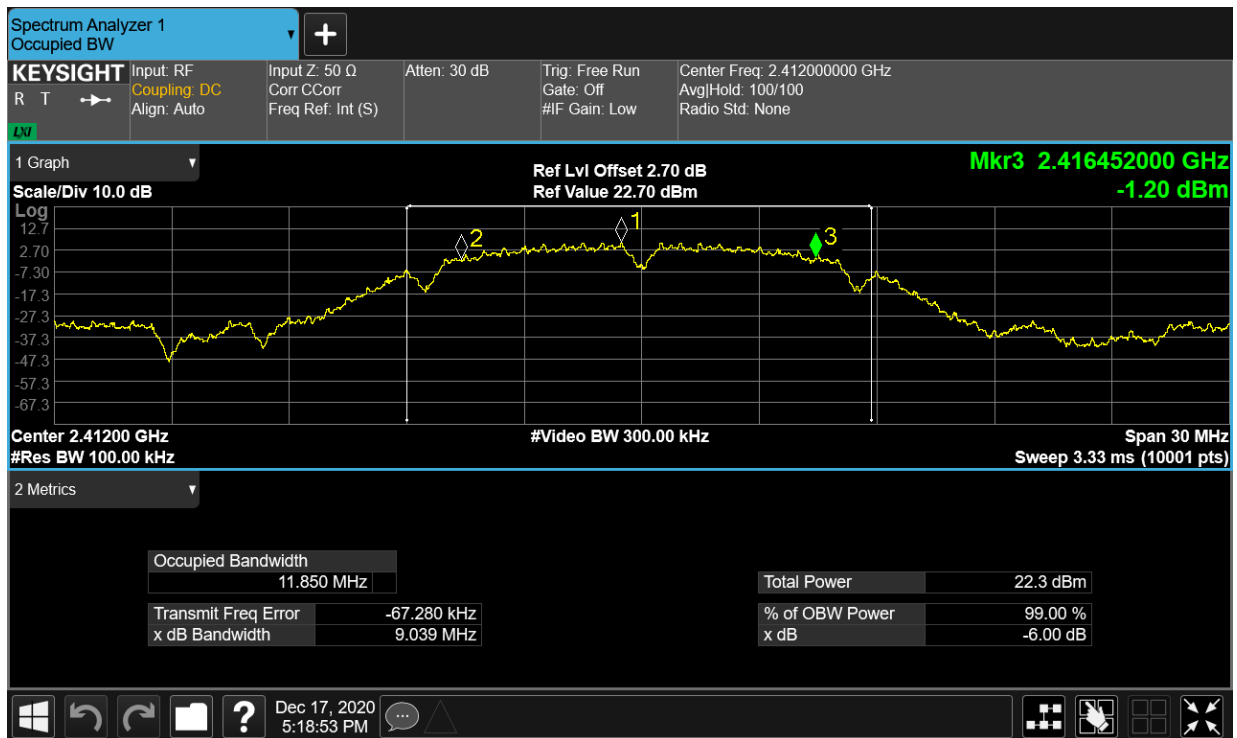 Spectrum Analyzer 1
Occupied BW
KEYSIGHT
R T
LXI
Input: RF
Coupling: DC
Align: Auto
Input Z: 50 Ω
Corr CCorr
Freq Ref: Int (S)
Atten: 30 dB
Trig: Free Run
Gate: Off
#IF Gain: Low
Center Freq: 2.412000000 GHz
Avg|Hold: 100/100
Radio Std: None
1 Graph
Scale/Div 10.0 dB
Ref Lvl Offset 2.70 dB
Ref Value 22.70 dBm
Mkr3 2.416452000 GHz
-1.20 dBm
Log
12.7
2.70
-7.30
-17.3
-27.3
-37.3
-47.3
-57.3
-67.3
2
1
3
Center 2.41200 GHz
#Video BW 300.00 kHz
Span 30 MHz
#Res BW 100.00 kHz
Sweep 3.33 ms (10001 pts)
2 Metrics
Occupied Bandwidth
11.850 MHz
Transmit Freq Error -67.280 kHz
x dB Bandwidth 9.039 MHz
Total Power 22.3 dBm
% of OBW Power 99.00 %
x dB -6.00 dB
?
Dec 17, 2020
5:18:53 PM